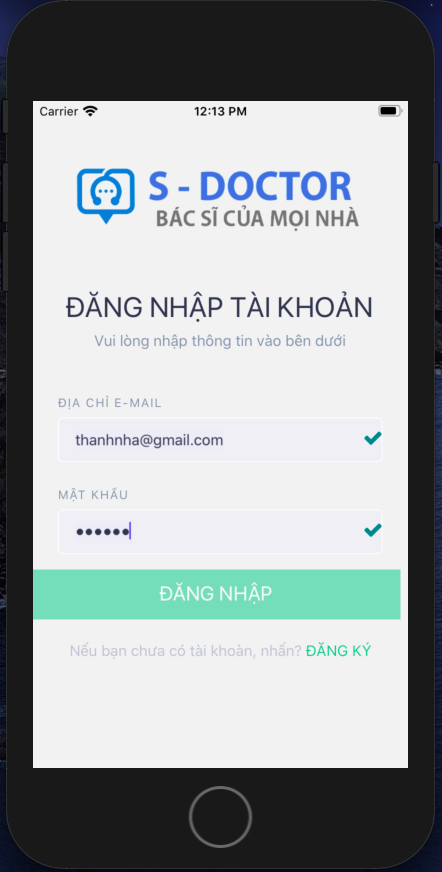 Carrier 12:13 PM
S - DOCTOR
BÁC SĨ CỦA MỌI NHÀ
ĐĂNG NHẬP TÀI KHOẢN
Vui lòng nhập thông tin vào bên dưới
ĐỊA CHỈ E-MAIL
thanhnha@gmail.com
MẬT KHẨU
••••••
ĐĂNG NHẬP
Nếu bạn chưa có tài khoản, nhấn? ĐĂNG KÝ